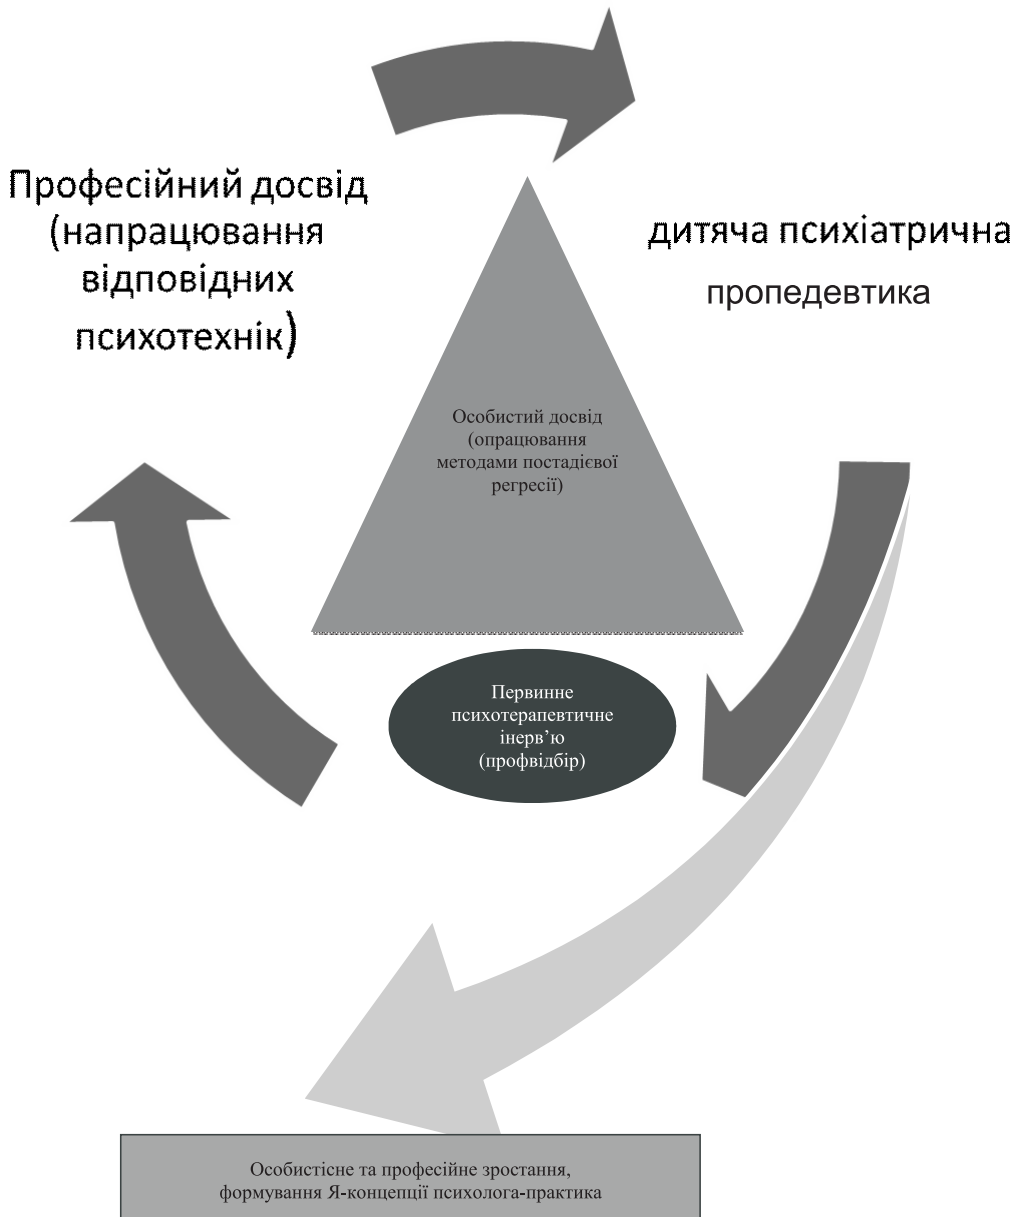 Професійний досвід
(напрацювання
відповідних
психотехнік)
дитяча психіатрична
пропедевтика
Особистий досвід
(опрацювання
методами постадієвої
регресії)
Первинне
психотерапевтичне
інерв’ю
(профвідбір)
Особистісне та професійне зростання,
формування Я-концепції психолога-практика